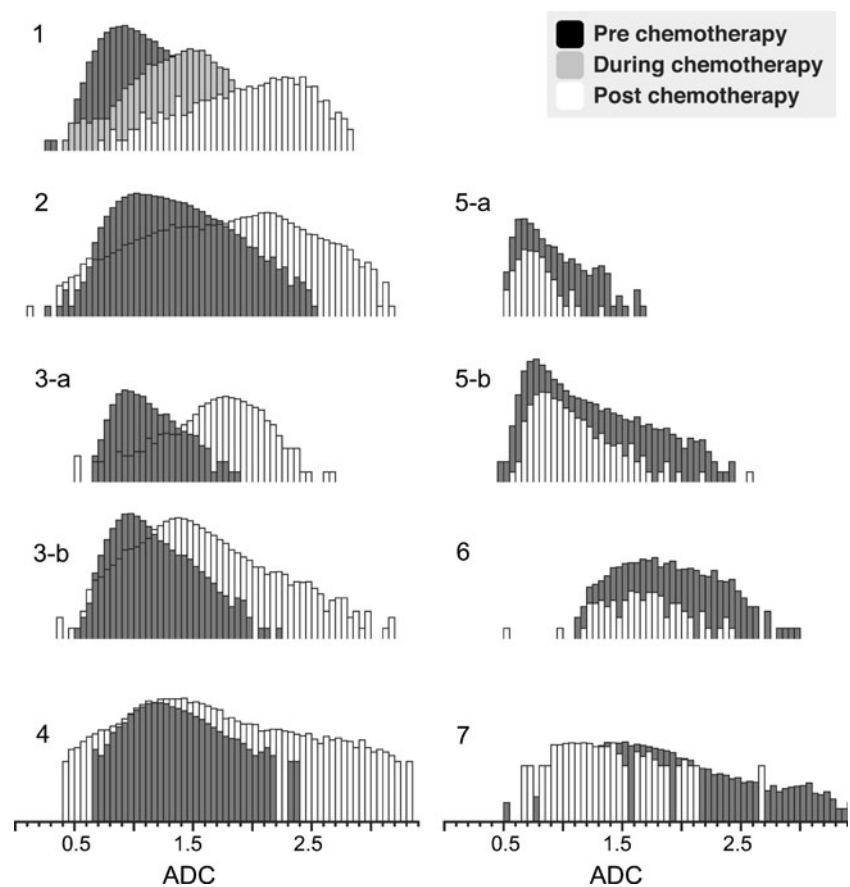 1
Pre chemotherapy
During chemotherapy
Post chemotherapy
2
5-a
3-a
5-b
3-b
6
4
7
0.5 1.5 2.5
0.5 1.5 2.5
ADC
ADC